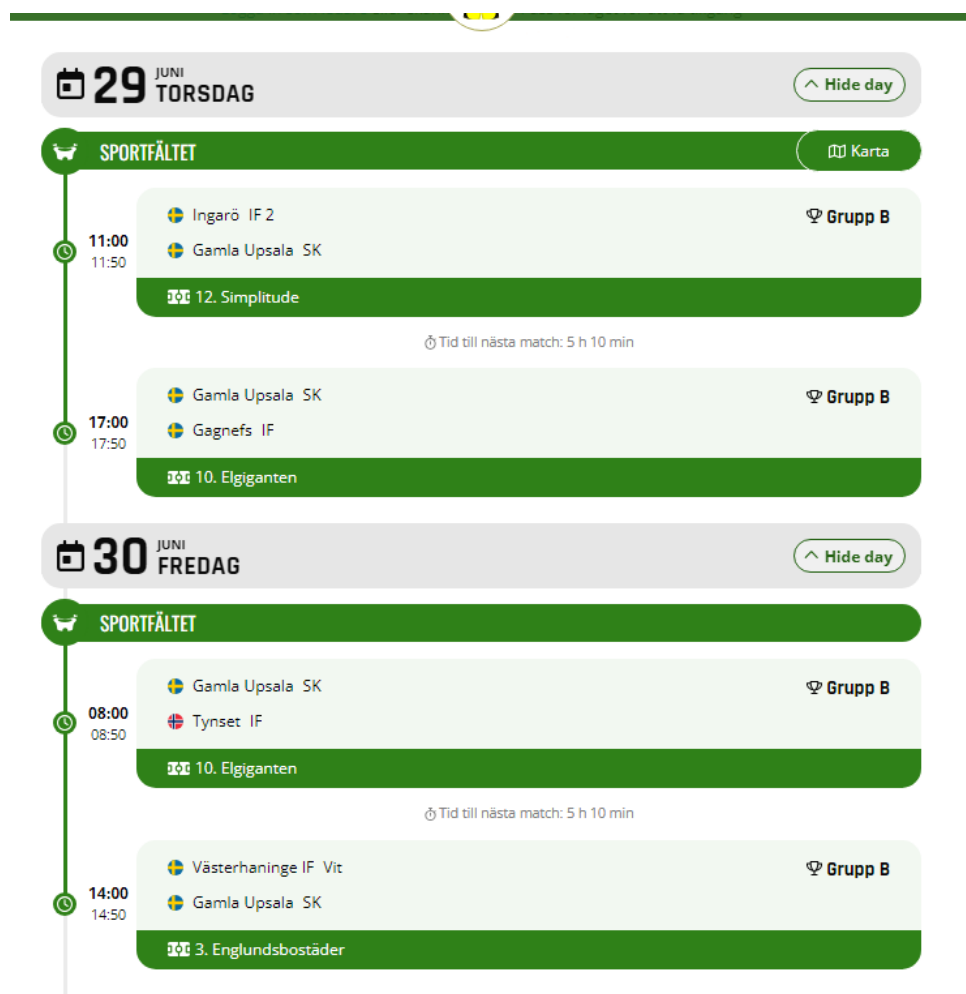 29 JUNI
TORSDAG
Hide day
SPORTFÄLTET
Karta
11:00
11:50
Ingarö IF 2
Gamla Upsala SK
Grupp B
12. Simplitude
Tid till nästa match: 5 h 10 min
17:00
17:50
Gamla Upsala SK
Gagnefs IF
Grupp B
10. Elgiganten
30 JUNI
FREDAG
Hide day
SPORTFÄLTET
08:00
08:50
Gamla Upsala SK
Tynset IF
Grupp B
10. Elgiganten
Tid till nästa match: 5 h 10 min
14:00
14:50
Västerhaninge IF Vit
Gamla Upsala SK
Grupp B
3. Englundsbostäder